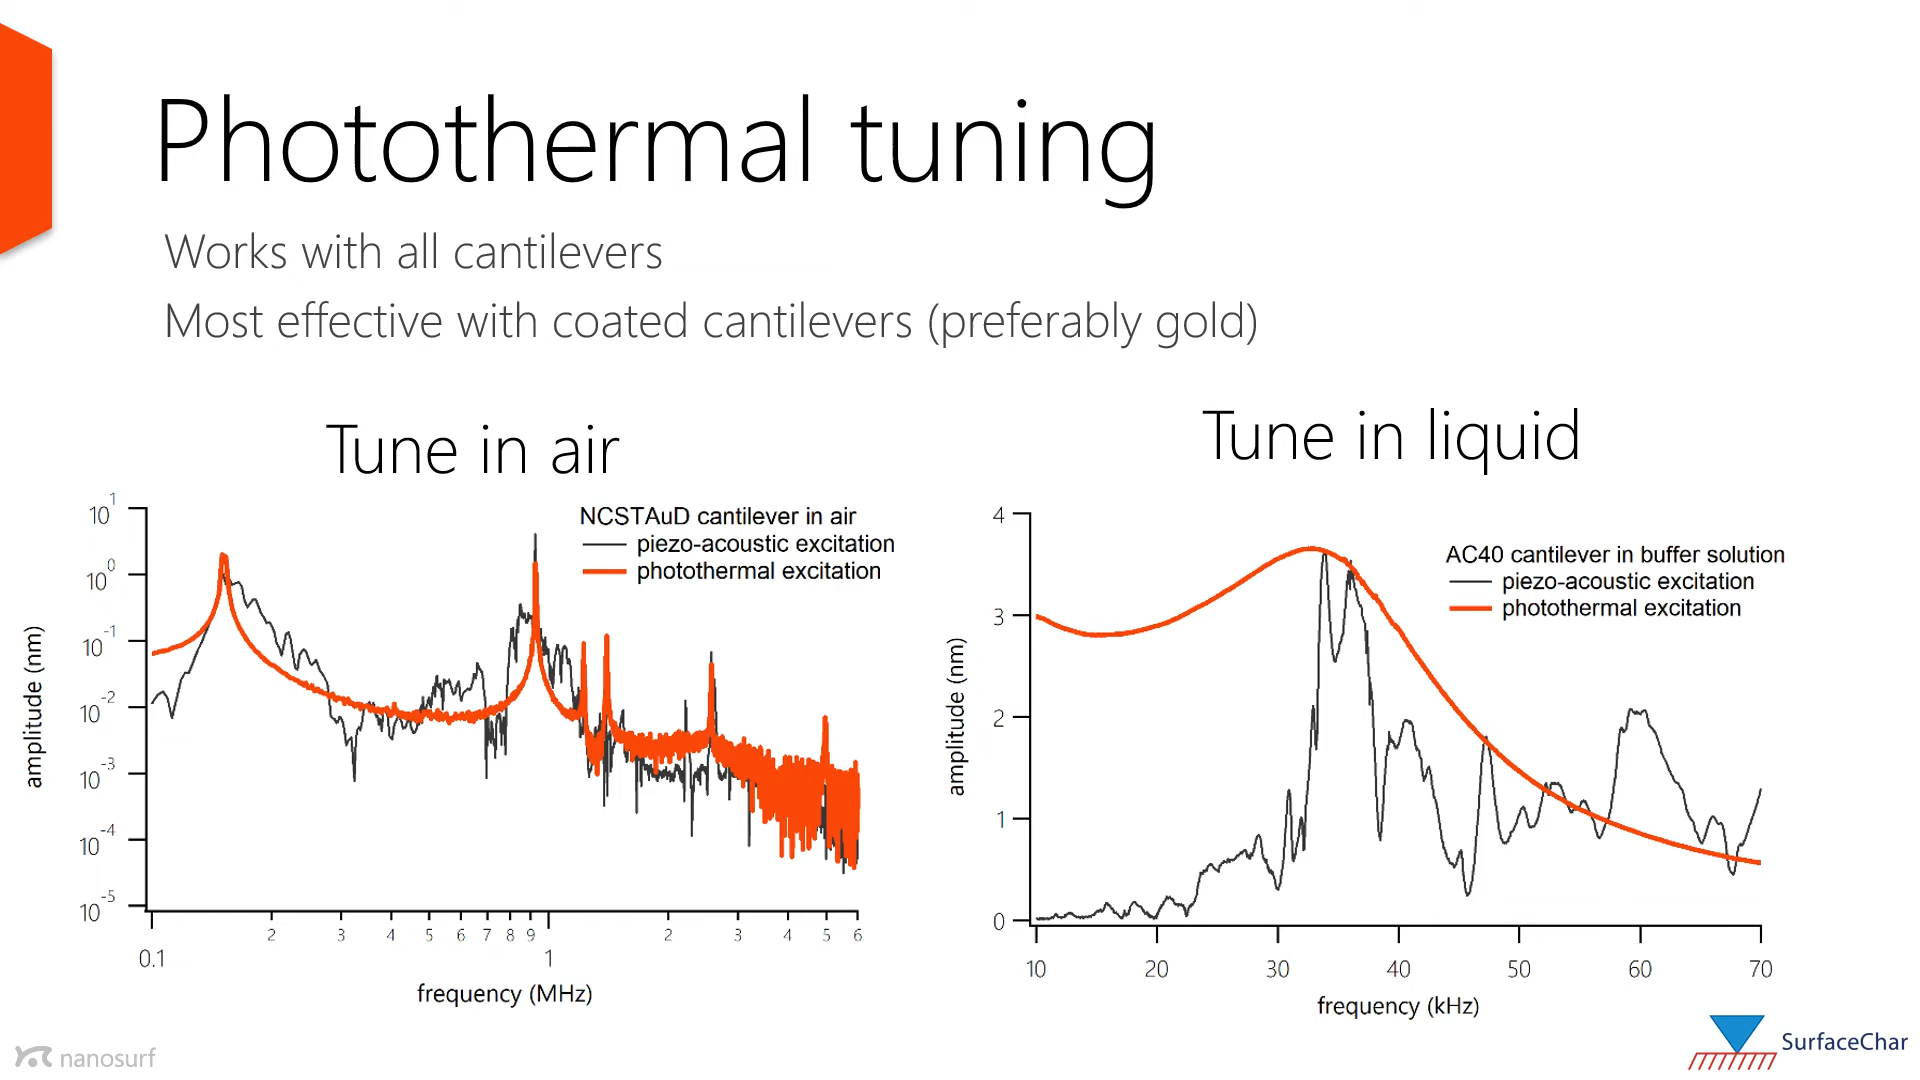 Photothermal tuning
Works with all cantilevers
Most effective with coated cantilevers (preferably gold)
Tune in air
NCSTAuD cantilever in air
piezo-acoustic excitation
photothermal excitation
10^1
10^0
10^-1
10^-2
10^-3
10^-4
10^-5
amplitude (nm)
2 3 4 5 6 7 8 9 2 3 4 5 6
0.1 1
frequency (MHz)
Tune in liquid
AC40 cantilever in buffer solution
piezo-acoustic excitation
photothermal excitation
4
3
2
1
0
amplitude (nm)
10 20 30 40 50 60 70
frequency (kHz)
nanosurf
SurfaceChar